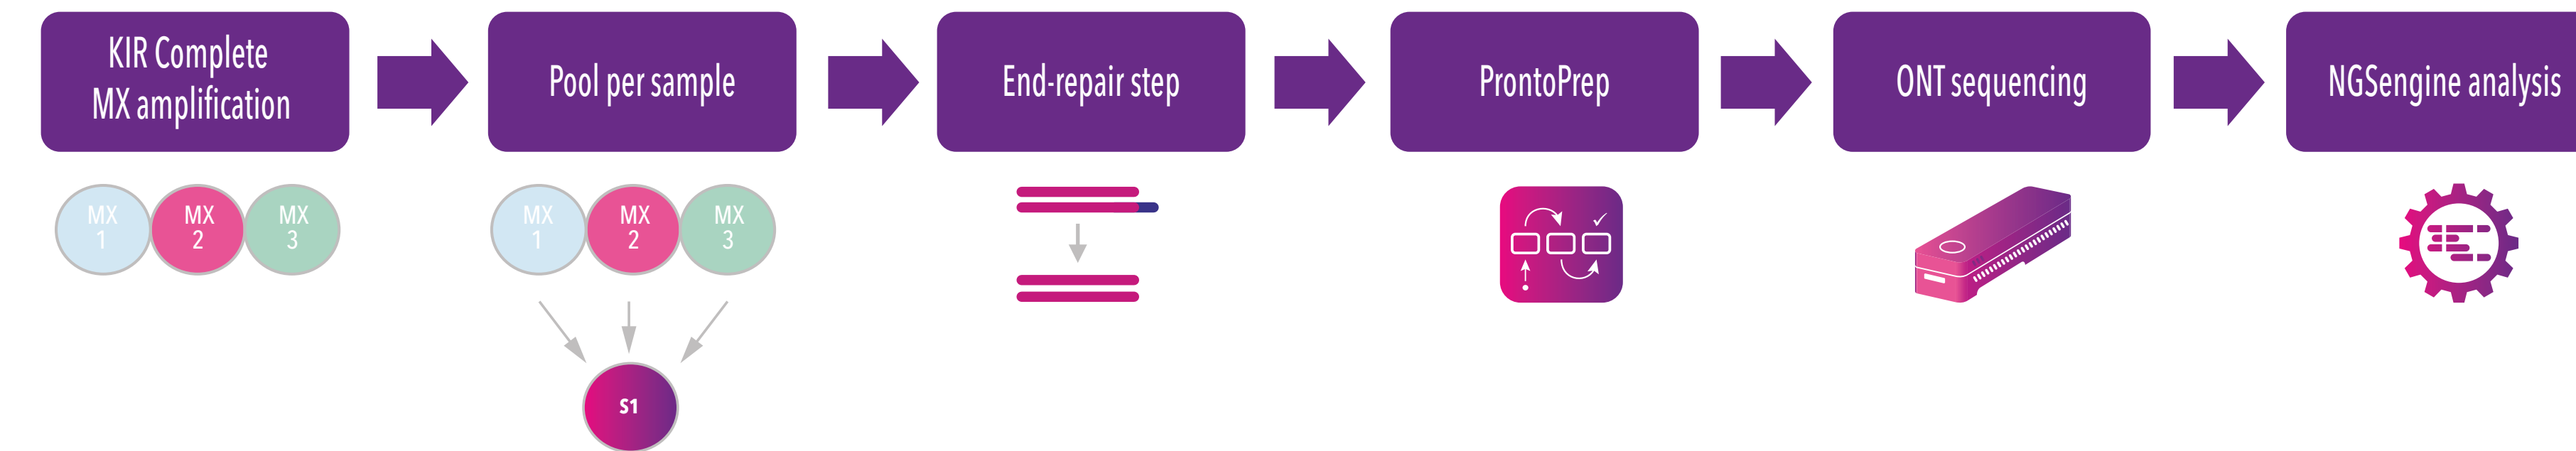 KIR Complete
MX amplification
Pool per sample
End-repair step
ProntoPrep
ONT sequencing
NGSengine analysis
MX
1
MX
2
MX
3
MX
1
MX
2
MX
3
S1